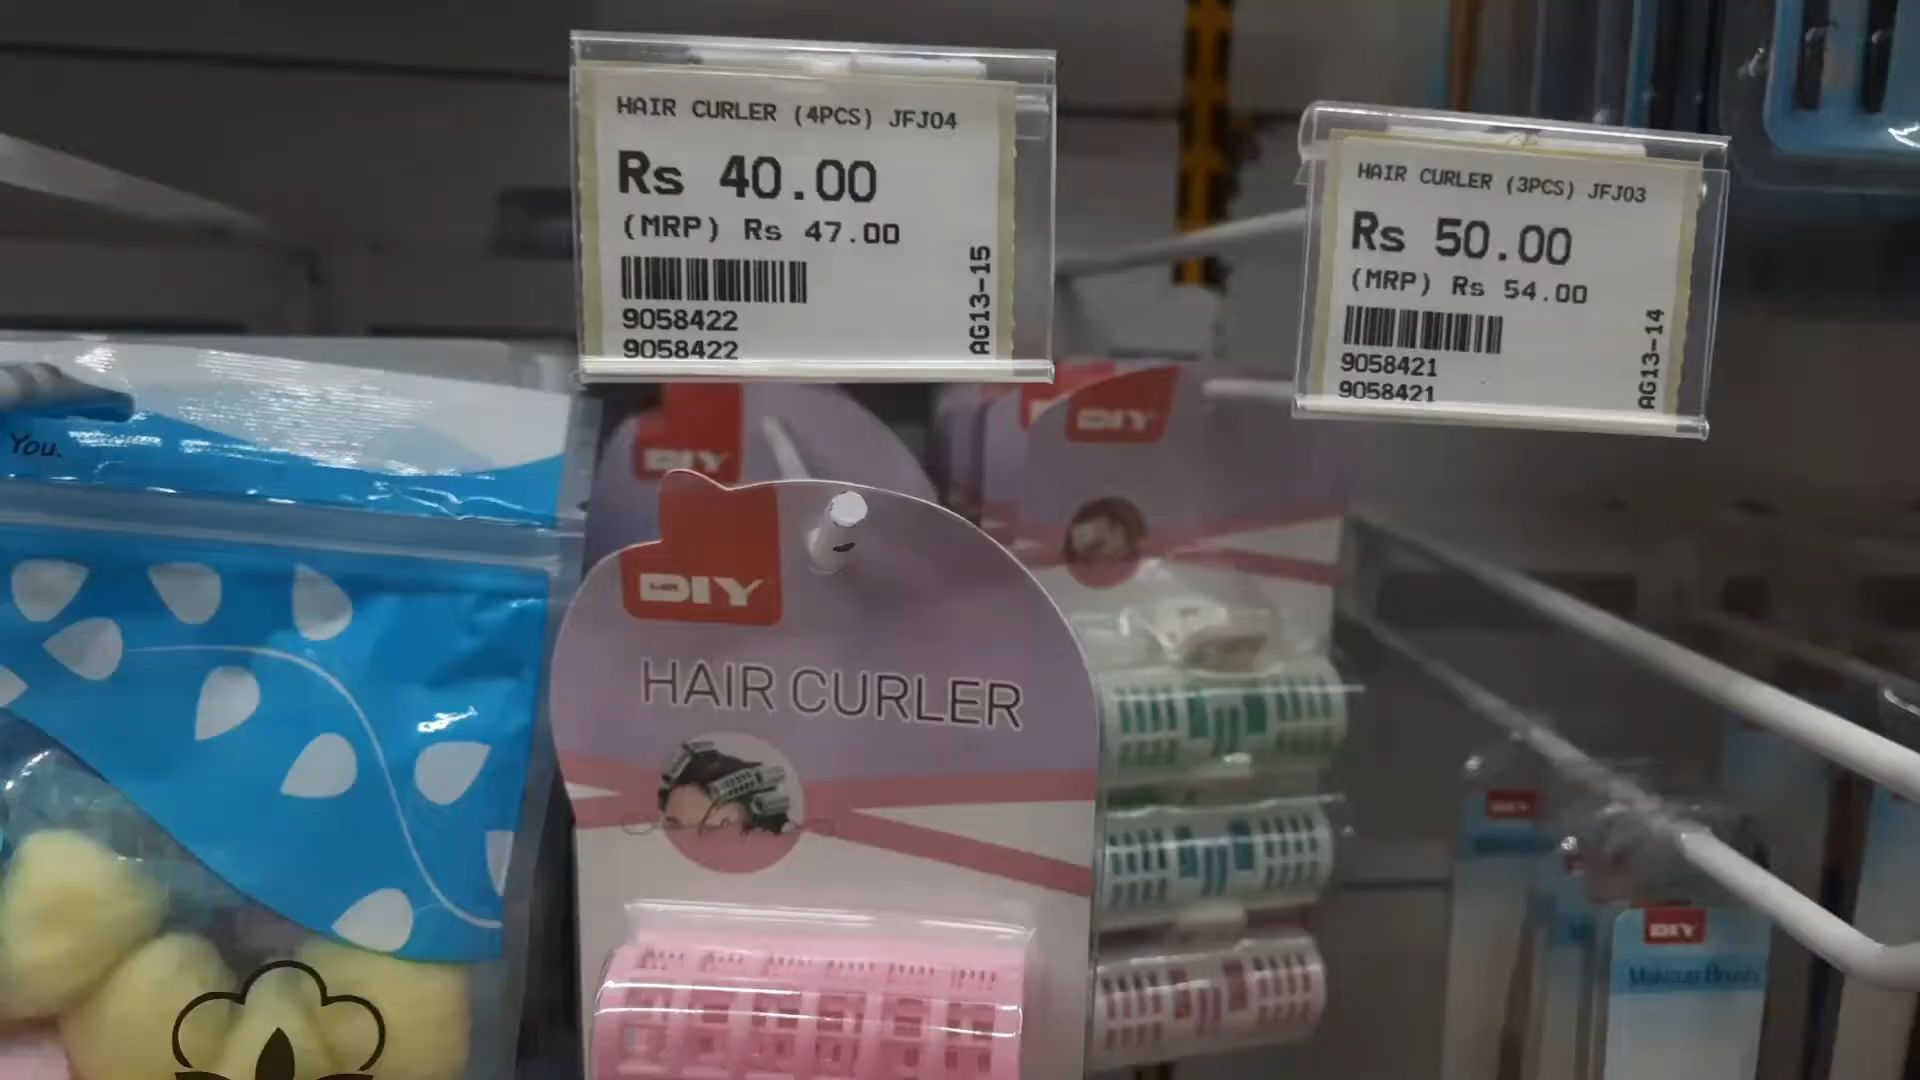 HAIR CURLER (4PCS) JFJ04
Rs 40.00
(MRP) Rs 47.00
9058422
9058422
AG13-15
HAIR CURLER (3PCS) JFJ03
Rs 50.00
(MRP) Rs 54.00
9058421
9058421
AG13-14
You.
DIY
DIY
DIY
HAIR CURLER
DIY